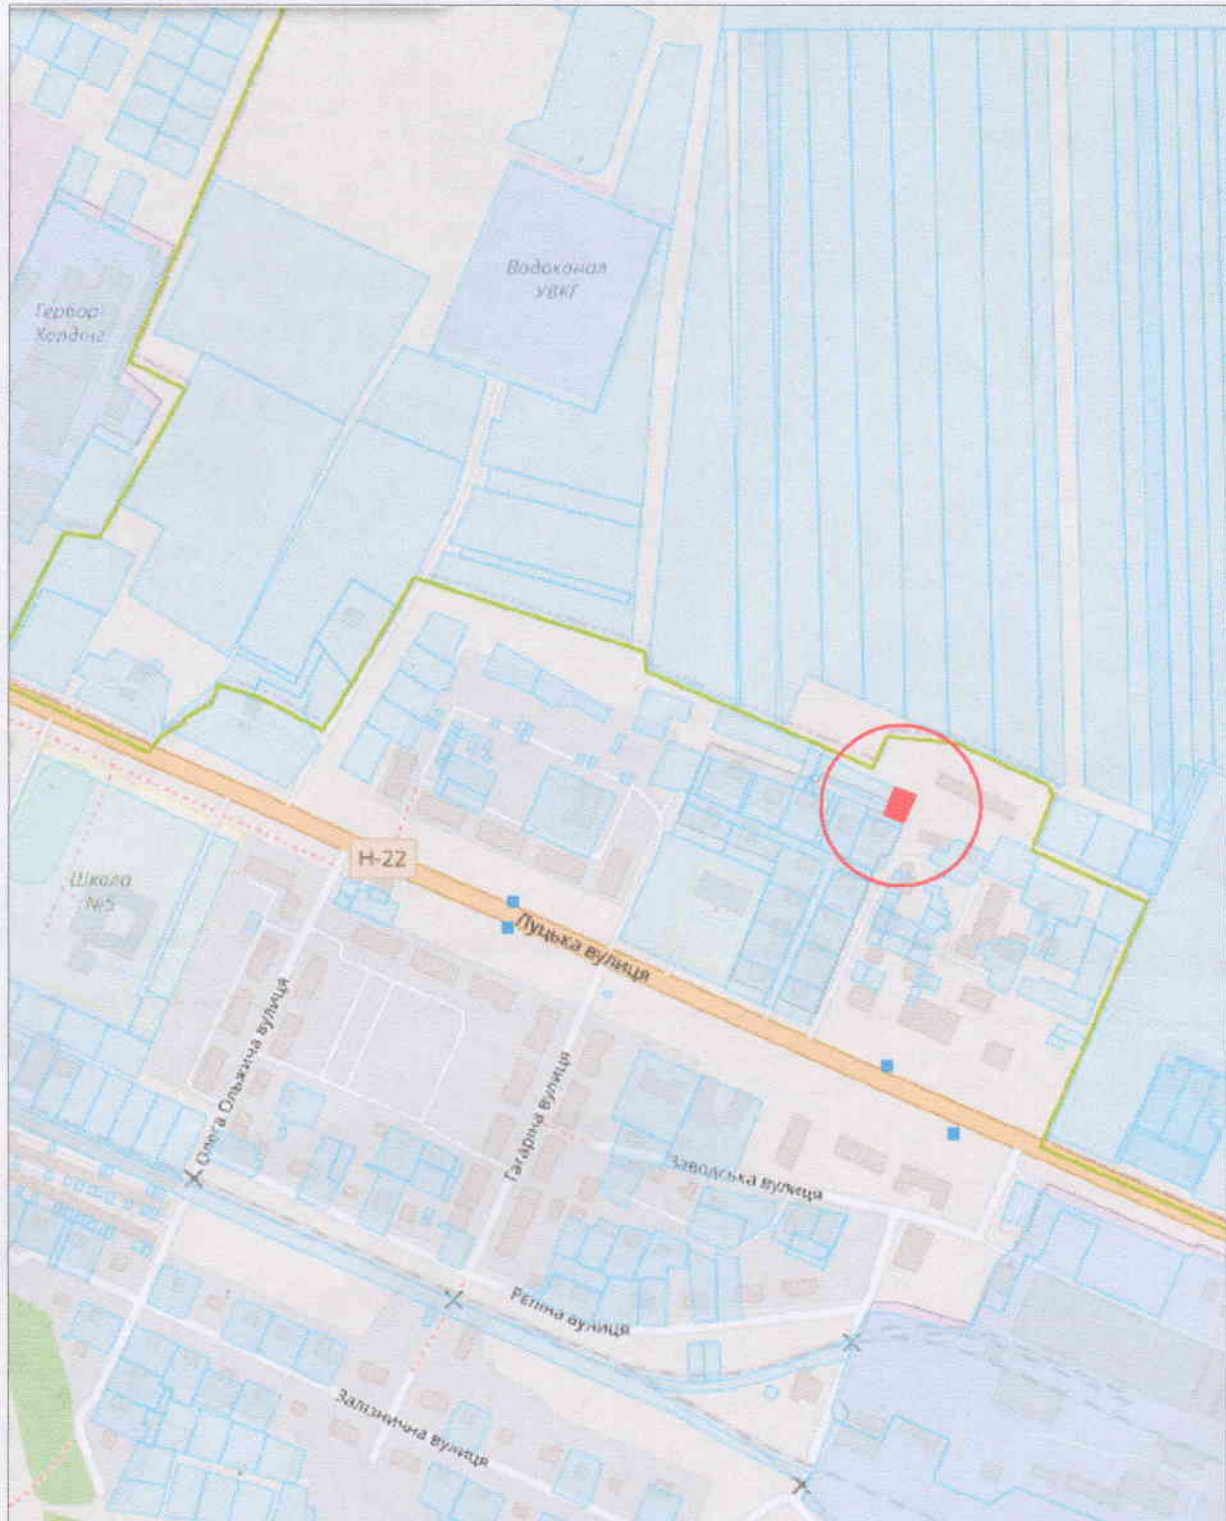 Водоканал
УВКГ
Гербор-
Холдінг
Н-22
Школа
№5
Луцька вулиця
Олега Ольжича вулиця
Гагаріна вулиця
Заводська вулиця
Рєпіна вулиця
Залізнична вулиця